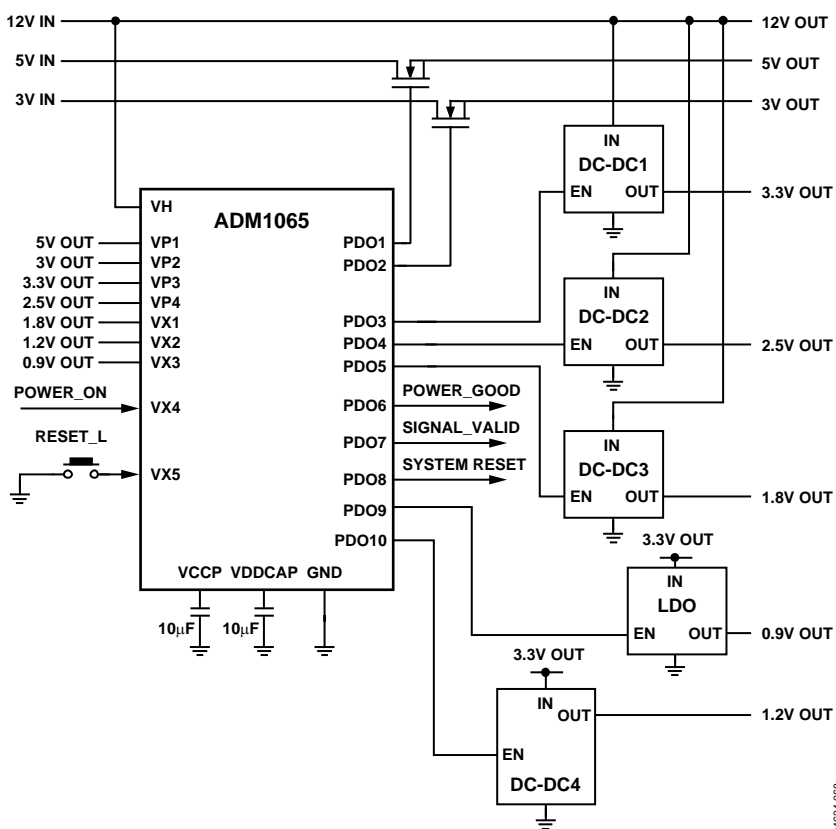 12V IN
12V OUT
5V IN
5V OUT
3V IN
3V OUT
IN
DC-DC1
EN OUT
3.3V OUT
VH
ADM1065
5V OUT
VP1
PDO1
3V OUT
VP2
PDO2
3.3V OUT
VP3
2.5V OUT
VP4
1.8V OUT
VX1
PDO3
1.2V OUT
VX2
PDO4
0.9V OUT
VX3
PDO5
IN
DC-DC2
EN OUT
2.5V OUT
POWER_ON
VX4
PDO6
POWER_GOOD
PDO7
SIGNAL_VALID
RESET_L
VX5
PDO8
SYSTEM RESET
PDO9
PDO10
IN
DC-DC3
EN OUT
1.8V OUT
VCCP VDDCAP GND
10μF
10μF
3.3V OUT
IN
LDO
EN OUT
0.9V OUT
3.3V OUT
IN
OUT
1.2V OUT
EN
DC-DC4